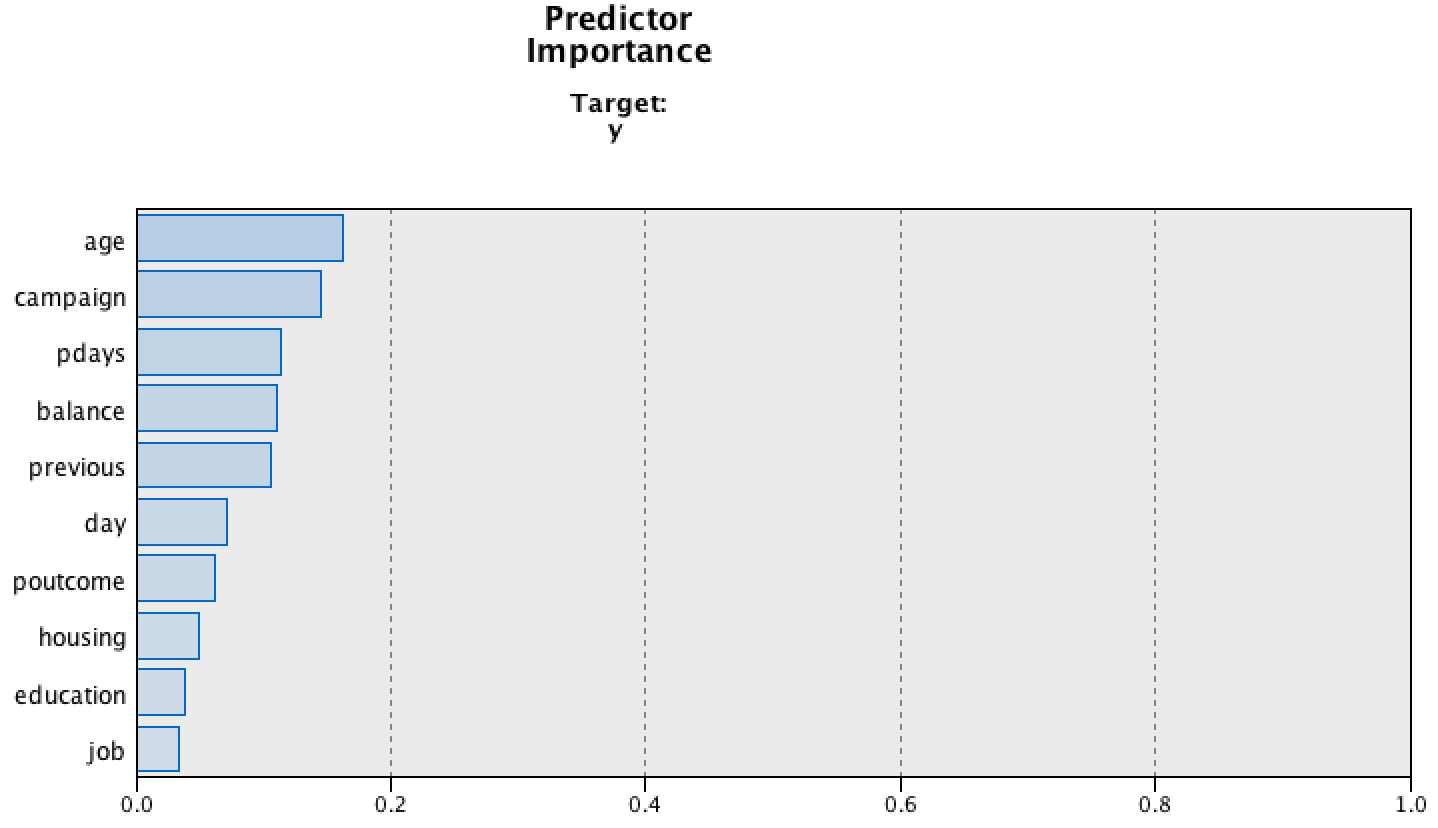 Predictor
Importance
Target:
y
age
campaign
pdays
balance
previous
day
poutcome
housing
education
job
0.0 0.2 0.4 0.6 0.8 1.0